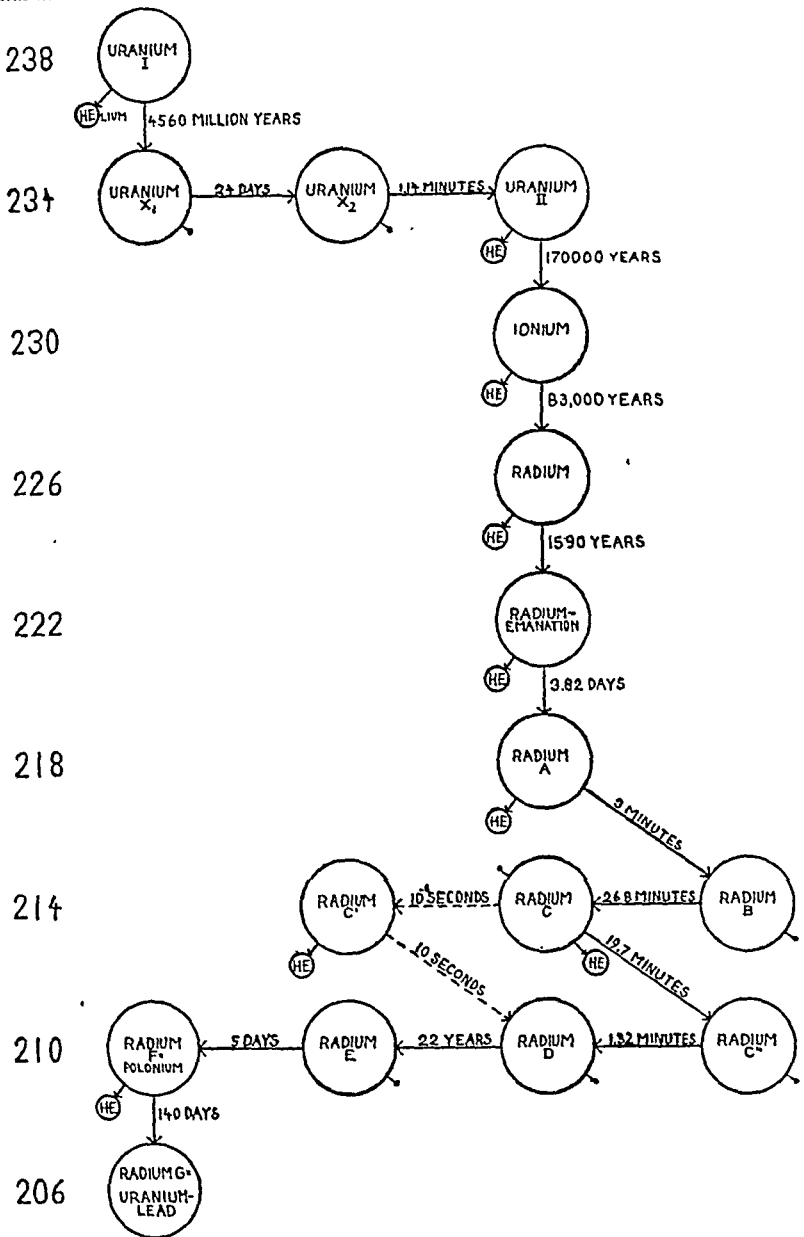 238
URANIUM
I
HELIUM
4560 MILLION YEARS
234
URANIUM
X₁
24 DAYS
URANIUM
X₂
1.14 MINUTES
URANIUM
II
HE
170000 YEARS
230
IONIUM
HE
83,000 YEARS
226
RADIUM
HE
1590 YEARS
222
RADIUM-
EMANATION
HE
3.82 DAYS
218
RADIUM
A
HE
3 MINUTES
214
RADIUM
C'
HE
SECONDS
RADIUM
C
HE
26.8 MINUTES
RADIUM
B
10 SECONDS
19.7 MINUTES
210
RADIUM
F=
POLONIUM
HE
5 DAYS
RADIUM
E
22 YEARS
RADIUM
D
1.32 MINUTES
RADIUM
C"
140 DAYS
206
RADIUM G=
URANIUM-
LEAD